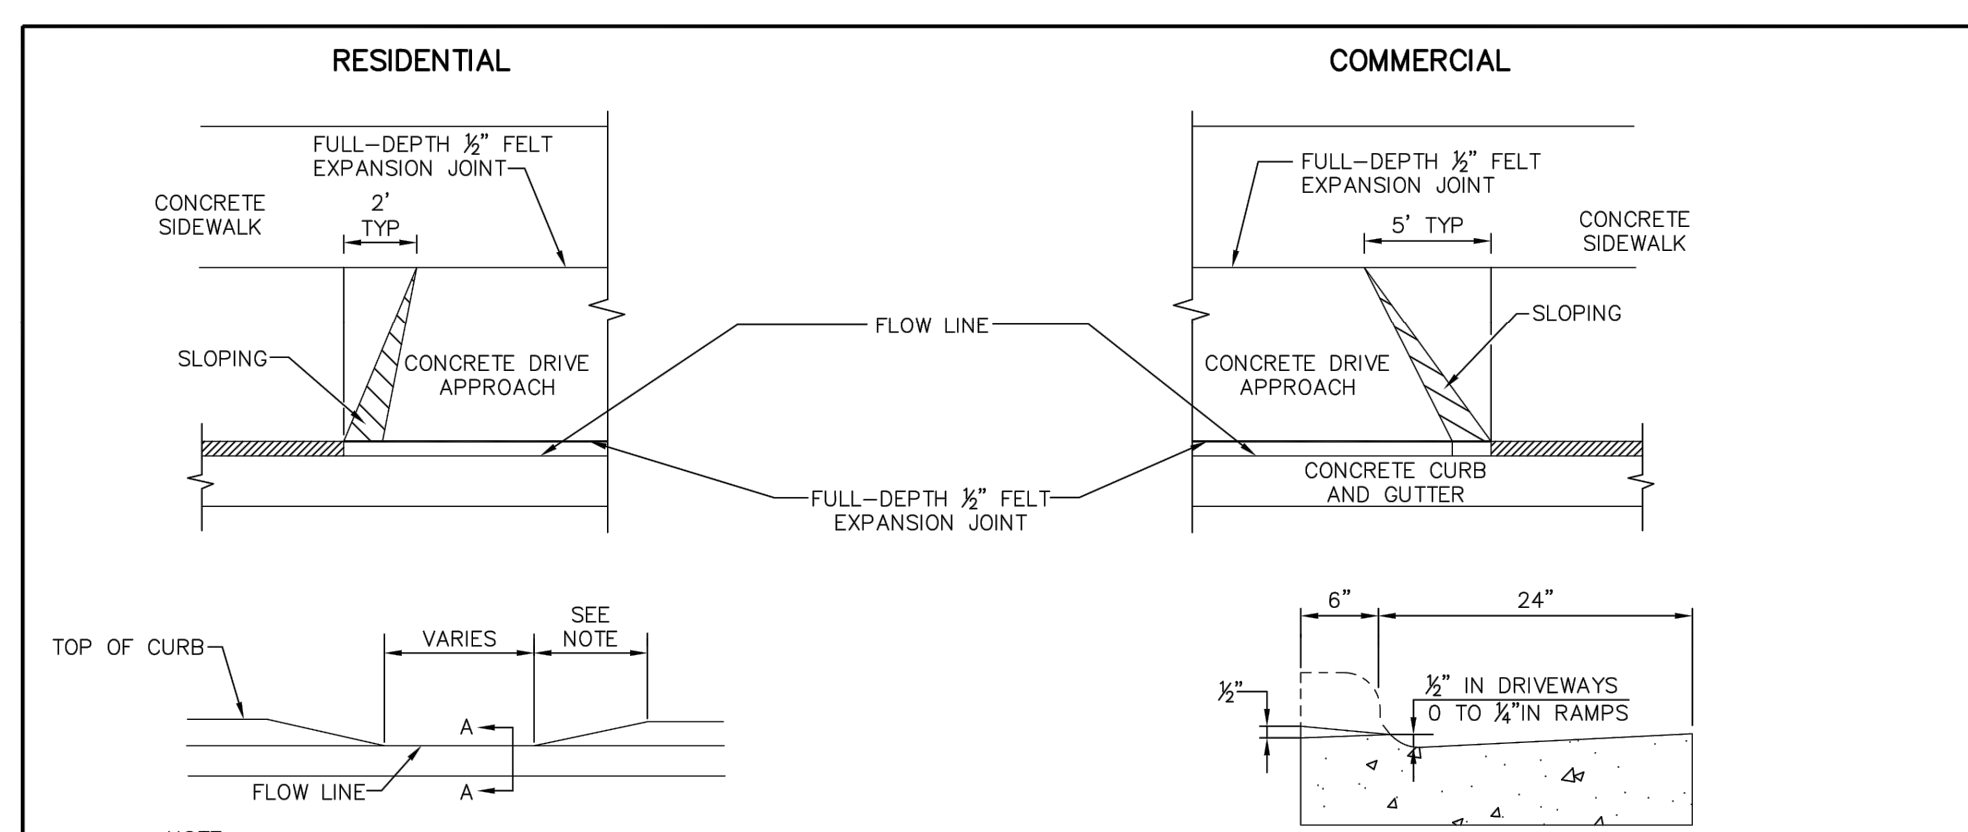 RESIDENTIAL
COMMERCIAL
FULL-DEPTH ½" FELT
EXPANSION JOINT
CONCRETE
SIDEWALK
2'
TYP
FULL-DEPTH ½" FELT
EXPANSION JOINT
5' TYP
CONCRETE
SIDEWALK
SLOPING
CONCRETE DRIVE
APPROACH
FLOW LINE
CONCRETE DRIVE
APPROACH
SLOPING
FULL-DEPTH ½" FELT
EXPANSION JOINT
CONCRETE CURB
AND GUTTER
TOP OF CURB
VARIES
SEE
NOTE
A
A
FLOW LINE
6"
24"
½"
½" IN DRIVEWAYS
0 TO ¼"IN RAMPS